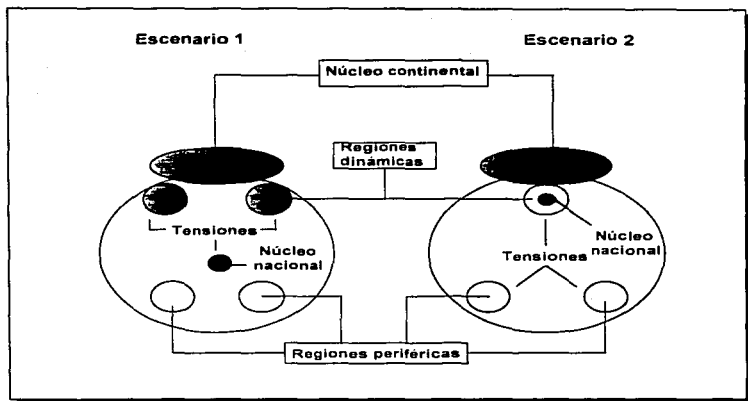 Escenario 1
Escenario 2
Núcleo continental
Regiones
dinámicas
Tensiones
Núcleo
nacional
Núcleo
nacional
Tensiones
Regiones periféricas